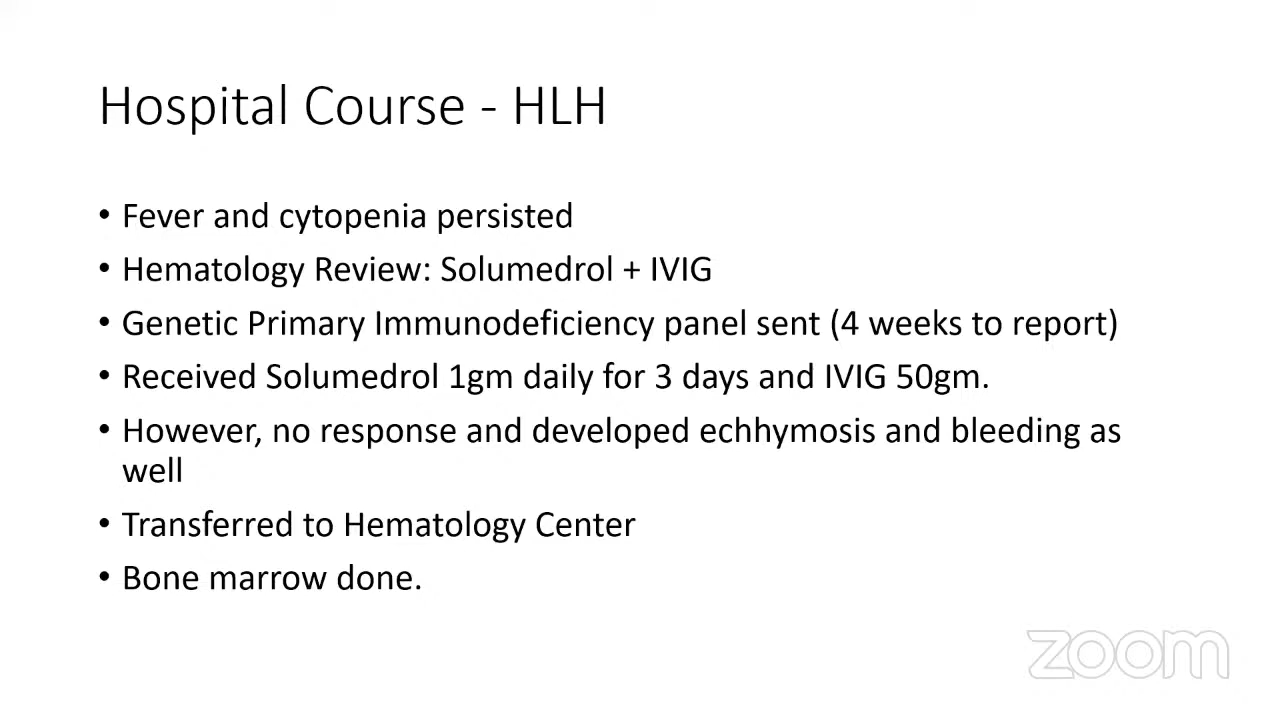 Hospital Course - HLH
• Fever and cytopenia persisted
• Hematology Review: Solumedrol + IVIG
• Genetic Primary Immunodeficiency panel sent (4 weeks to report)
• Received Solumedrol 1gm daily for 3 days and IVIG 50gm.
• However, no response and developed echhymosis and bleeding as
well
• Transferred to Hematology Center
• Bone marrow done.
zoom